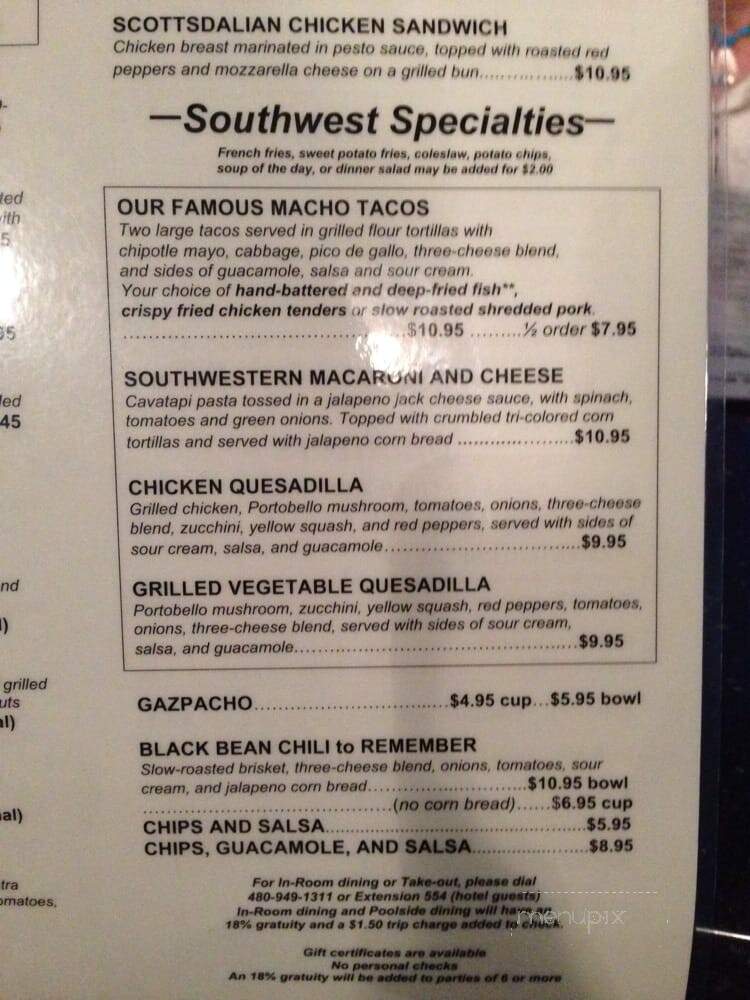 SCOTTSDALIAN CHICKEN SANDWICH
Chicken breast marinated in pesto sauce, topped with roasted red
peppers and mozzarella cheese on a grilled bun..................$10.95
—Southwest Specialties—
French fries, sweet potato fries, coleslaw, potato chips,
soup of the day, or dinner salad may be added for $2.00
OUR FAMOUS MACHO TACOS
Two large tacos served in grilled flour tortillas with
chipotle mayo, cabbage, pico de gallo, three-cheese blend,
and sides of guacamole, salsa and sour cream.
Your choice of hand-battered and deep-fried fish**,
crispy fried chicken tenders or slow roasted shredded pork.
..................................................$10.95 .........½ order $7.95
SOUTHWESTERN MACARONI AND CHEESE
Cavatapi pasta tossed in a jalapeno jack cheese sauce, with spinach,
tomatoes and green onions. Topped with crumbled tri-colored corn
tortillas and served with jalapeno corn bread ......................$10.95
CHICKEN QUESADILLA
Grilled chicken, Portobello mushroom, tomatoes, onions, three-cheese
blend, zucchini, yellow squash, and red peppers, served with sides of
sour cream, salsa, and guacamole....................................$9.95
GRILLED VEGETABLE QUESADILLA
Portobello mushroom, zucchini, yellow squash, red peppers, tomatoes,
onions, three-cheese blend, served with sides of sour cream,
salsa, and guacamole....................................................$9.95
GAZPACHO...................................$4.95 cup...$5.95 bowl
BLACK BEAN CHILI to REMEMBER
Slow-roasted brisket, three-cheese blend, onions, tomatoes, sour
cream, and jalapeno corn bread.............................$10.95 bowl
.............................................(no corn bread)......$6.95 cup
CHIPS AND SALSA................................................$5.95
CHIPS, GUACAMOLE, AND SALSA.....................$8.95
For In-Room dining or Take-out, please dial
480-949-1311 or Extension 554 (hotel guests)
In-Room dining and Poolside dining will have an
18% gratuity and a $1.50 trip charge added to check.
Gift certificates are available
No personal checks
An 18% gratuity will be added to parties of 6 or more
menupix
ted
with
5
95
led
45
nd
l)
grilled
uts
al)
nal)
tra
omatoes,